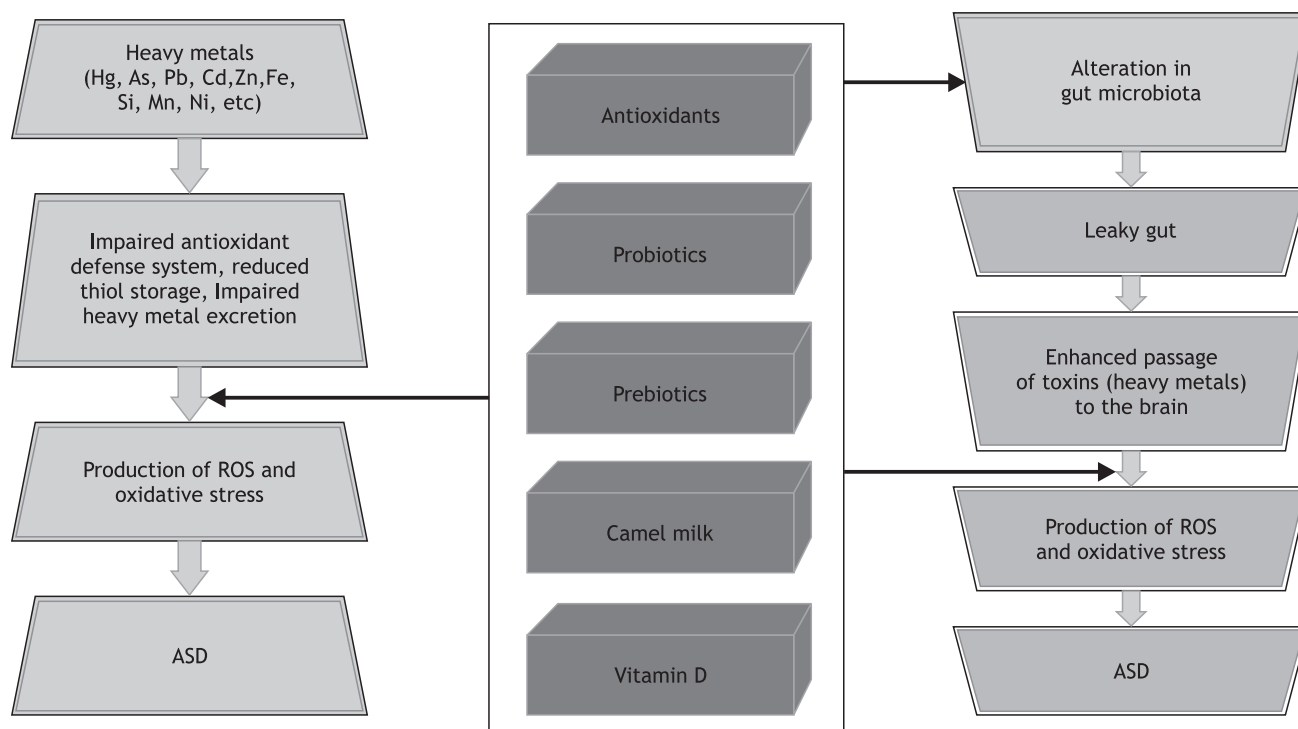 Heavy metals
(Hg, As, Pb, Cd,Zn,Fe,
Si, Mn, Ni, etc)
Impaired antioxidant
defense system, reduced
thiol storage, Impaired
heavy metal excretion
Production of ROS and
oxidative stress
ASD
Antioxidants
Probiotics
Prebiotics
Camel milk
Vitamin D
Alteration in
gut microbiota
Leaky gut
Enhanced passage
of toxins (heavy metals)
to the brain
Production of ROS
and oxidative stress
ASD